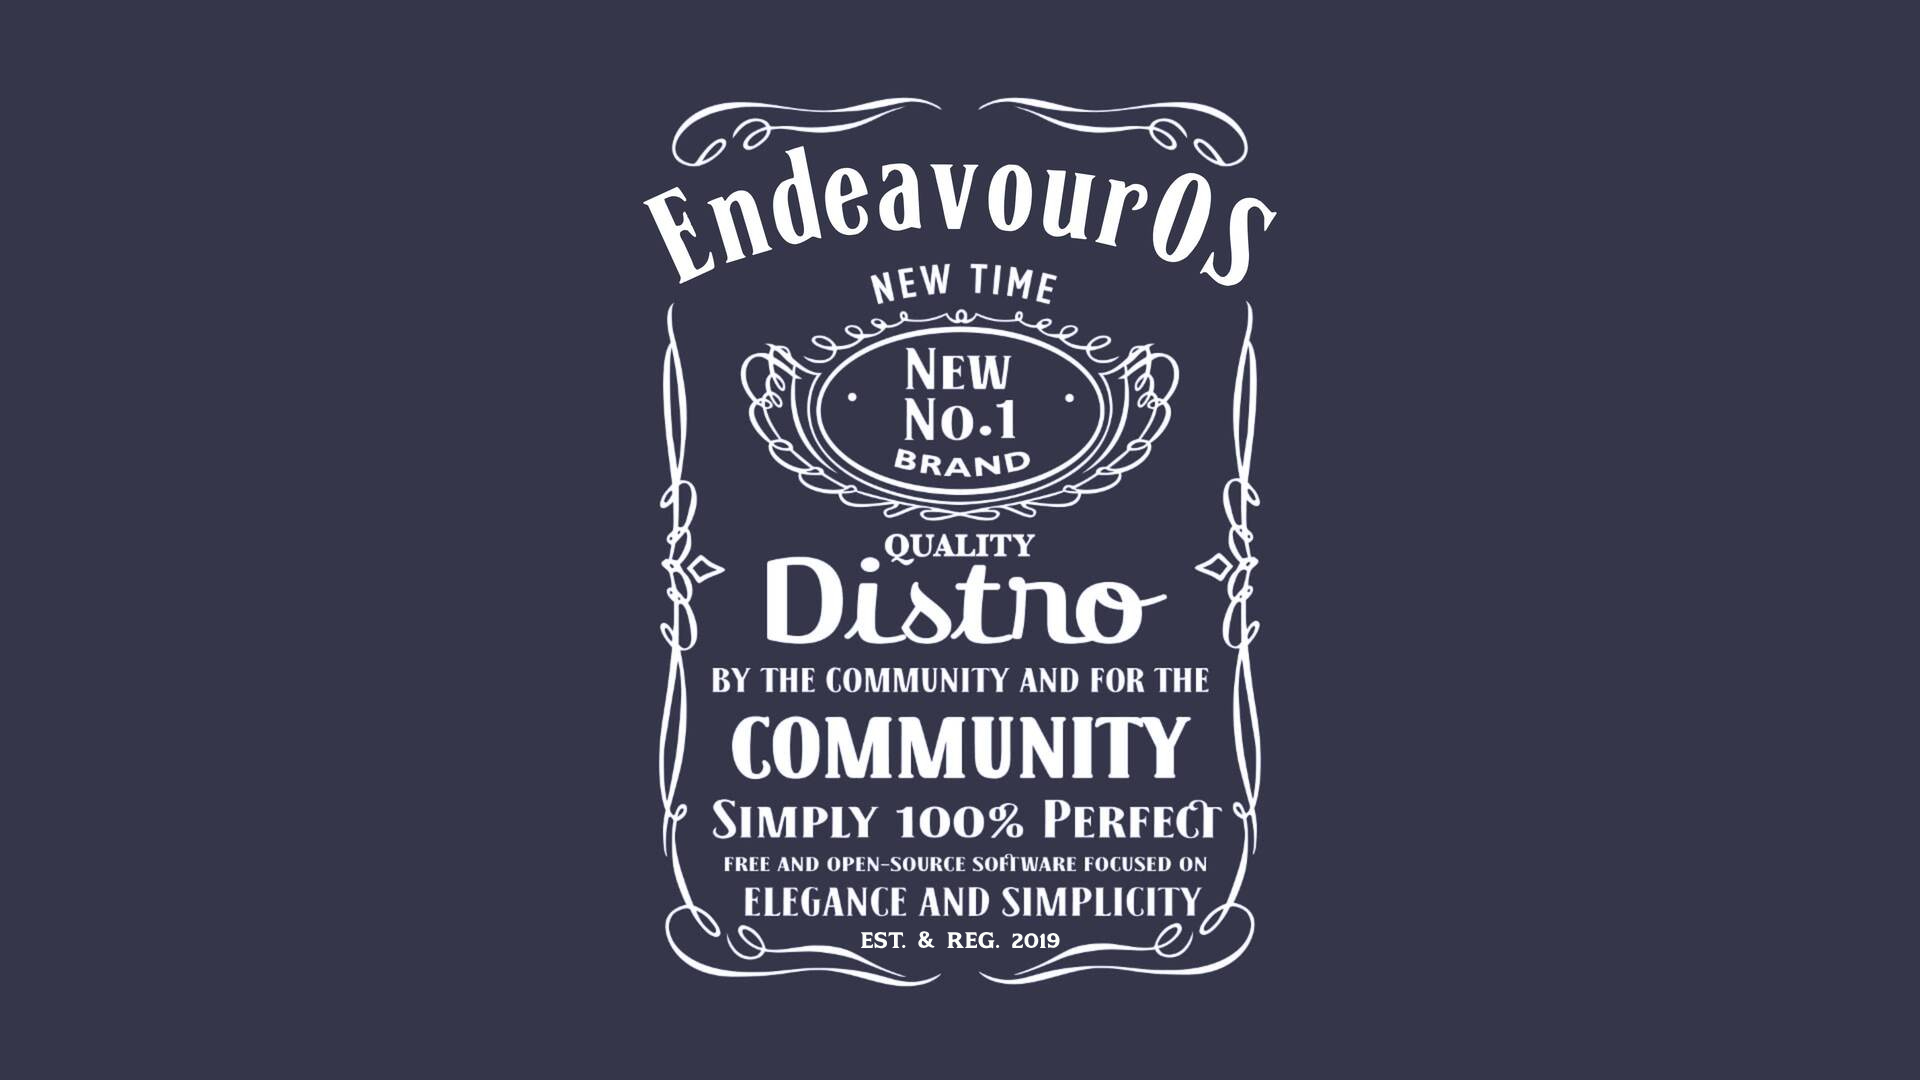 EndeavourOS
NEW TIME
New
No.1
BRAND
QUALITY
Distro
BY THE COMMUNITY AND FOR THE
COMMUNITY
Simply 100% Perfect
FREE AND OPEN-SOURCE SOFTWARE FOCUSED ON
ELEGANCE AND SIMPLICITY
EST. & REG. 2019